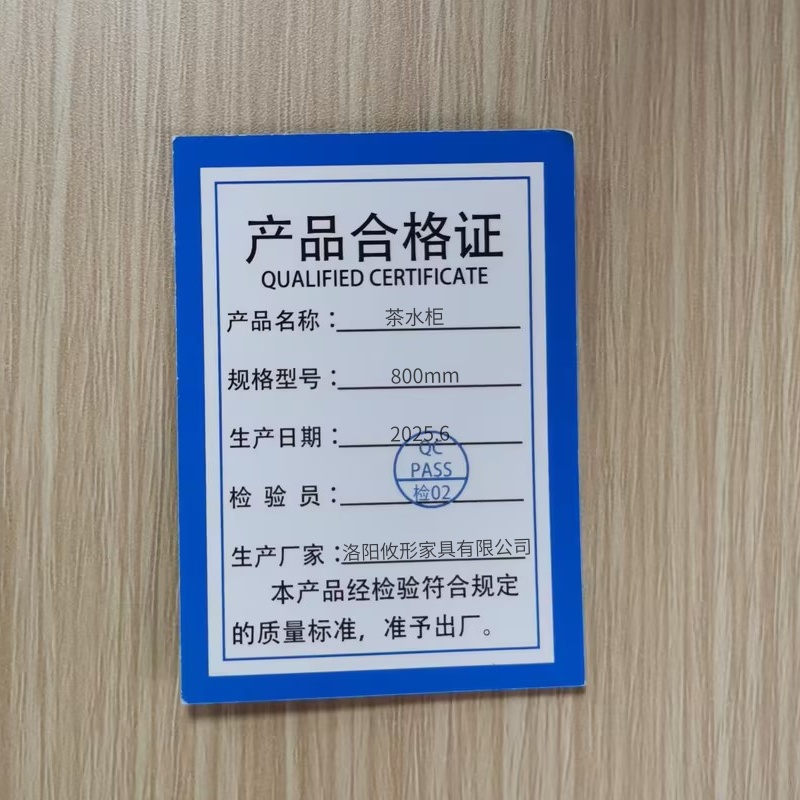 产品合格证
QUALIFIED CERTIFICATE
产品名称：茶水柜
规格型号：800mm
生产日期：2025.6
QC
PASS
检02
检 验 员：
生产厂家：洛阳攸形家具有限公司
本产品经检验符合规定
的质量标准，准予出厂。